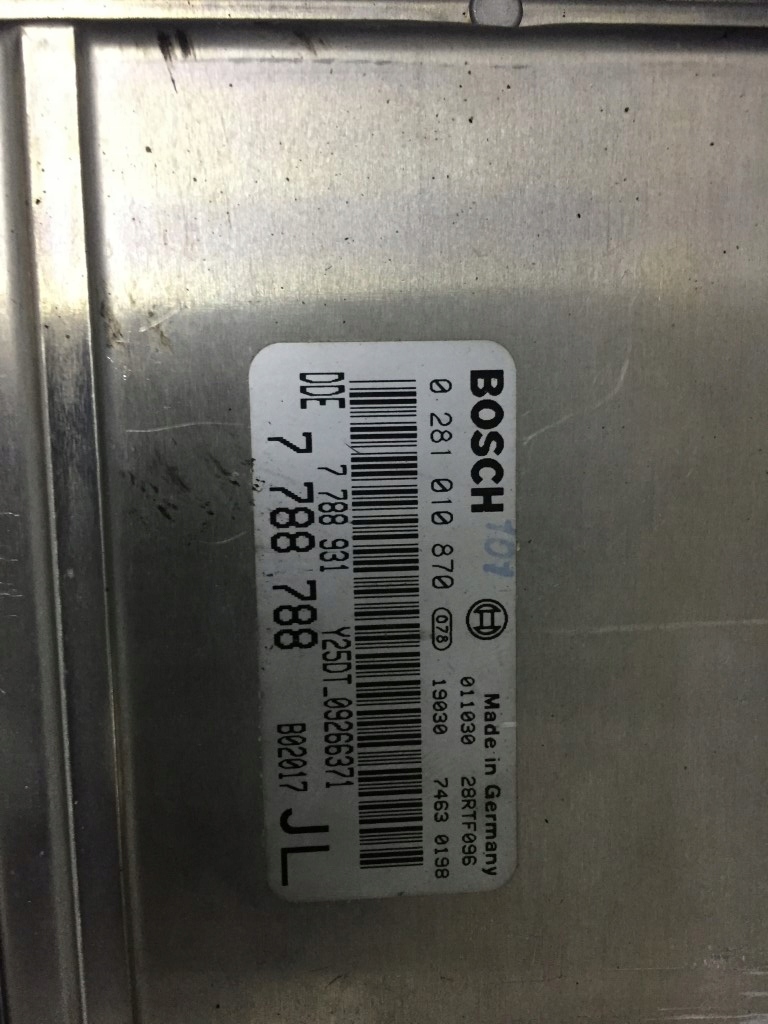 BOSCH
Made in Germany
011030 28RTF096
0 281 010 870 078 19030 7463 0198
Y25DT_09266371
DDE 7 788 931
7 788 788 B02017 JL